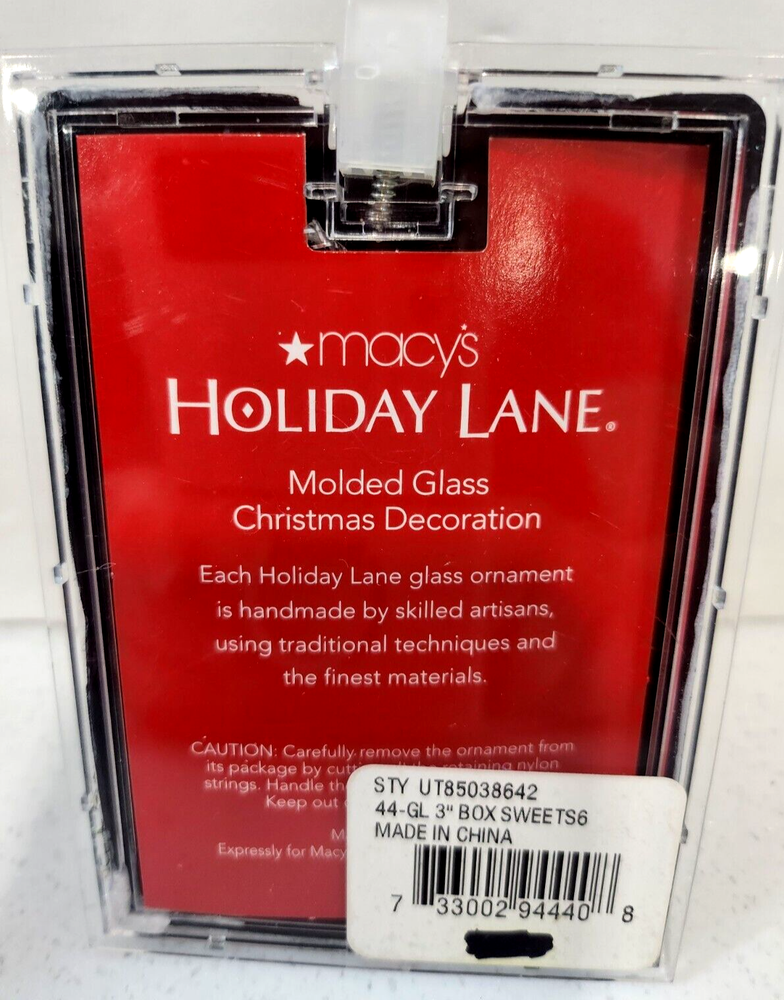 macy's
HOLIDAY LANE®
Molded Glass
Christmas Decoration
Each Holiday Lane glass ornament
is handmade by skilled artisans,
using traditional techniques and
the finest materials.
CAUTION: Carefully remove the ornament from
its package by retaining nylon
strings. Handle
Keep out
Expressly for
STY UT85038642
44-GL 3" BOX SWEETS6
MADE IN CHINA
7 33002 94440 8